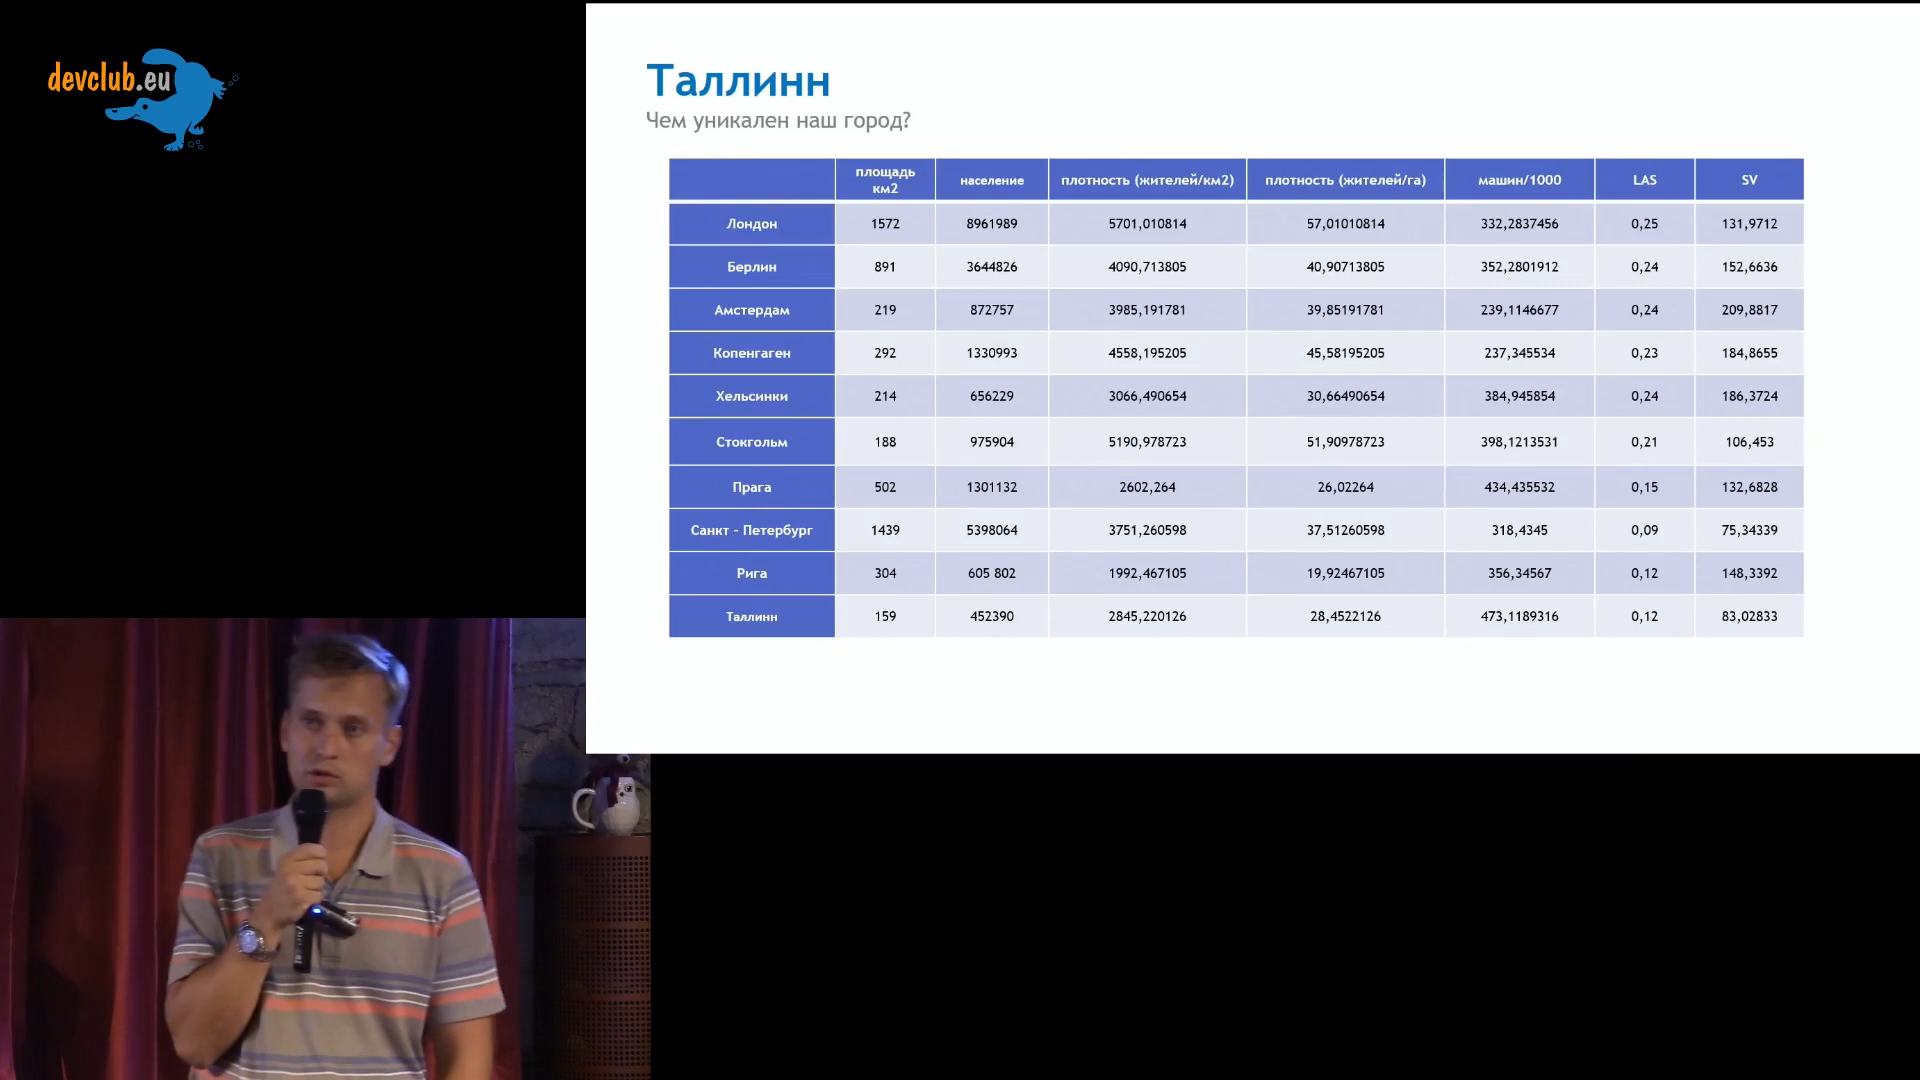 devclub.eu
Таллинн
Чем уникален наш город?
площадь км2 население плотность (жителей/км2) плотность (жителей/га) машин/1000 LAS SV
Лондон 1572 8961989 5701,010814 57,01010814 332,2837456 0,25 131,9712
Берлин 891 3644826 4090,713805 40,90713805 352,2801912 0,24 152,6636
Амстердам 219 872757 3985,191781 39,85191781 239,1146677 0,24 209,8817
Копенгаген 292 1330993 4558,195205 45,58195205 237,345534 0,23 184,8655
Хельсинки 214 656229 3066,490654 30,66490654 384,945854 0,24 186,3724
Стокгольм 188 975904 5190,978723 51,90978723 398,1213531 0,21 106,453
Прага 502 1301132 2602,264 26,02264 434,435532 0,15 132,6828
Санкт - Петербург 1439 5398064 3751,260598 37,51260598 318,4345 0,09 75,34339
Рига 304 605 802 1992,467105 19,92467105 356,34567 0,12 148,3392
Таллинн 159 452390 2845,220126 28,4522126 473,1189316 0,12 83,02833